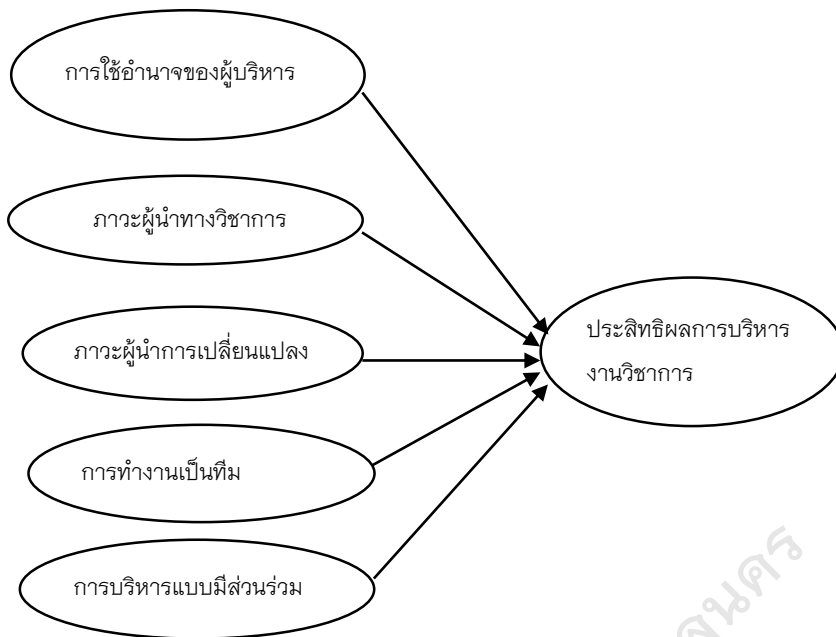 การใช้อำนาจของผู้บริหาร
ภาวะผู้นำทางวิชาการ
ภาวะผู้นำการเปลี่ยนแปลง
ประสิทธิผลการบริหาร
งานวิชาการ
การทำงานเป็นทีม
การบริหารแบบมีส่วนร่วม